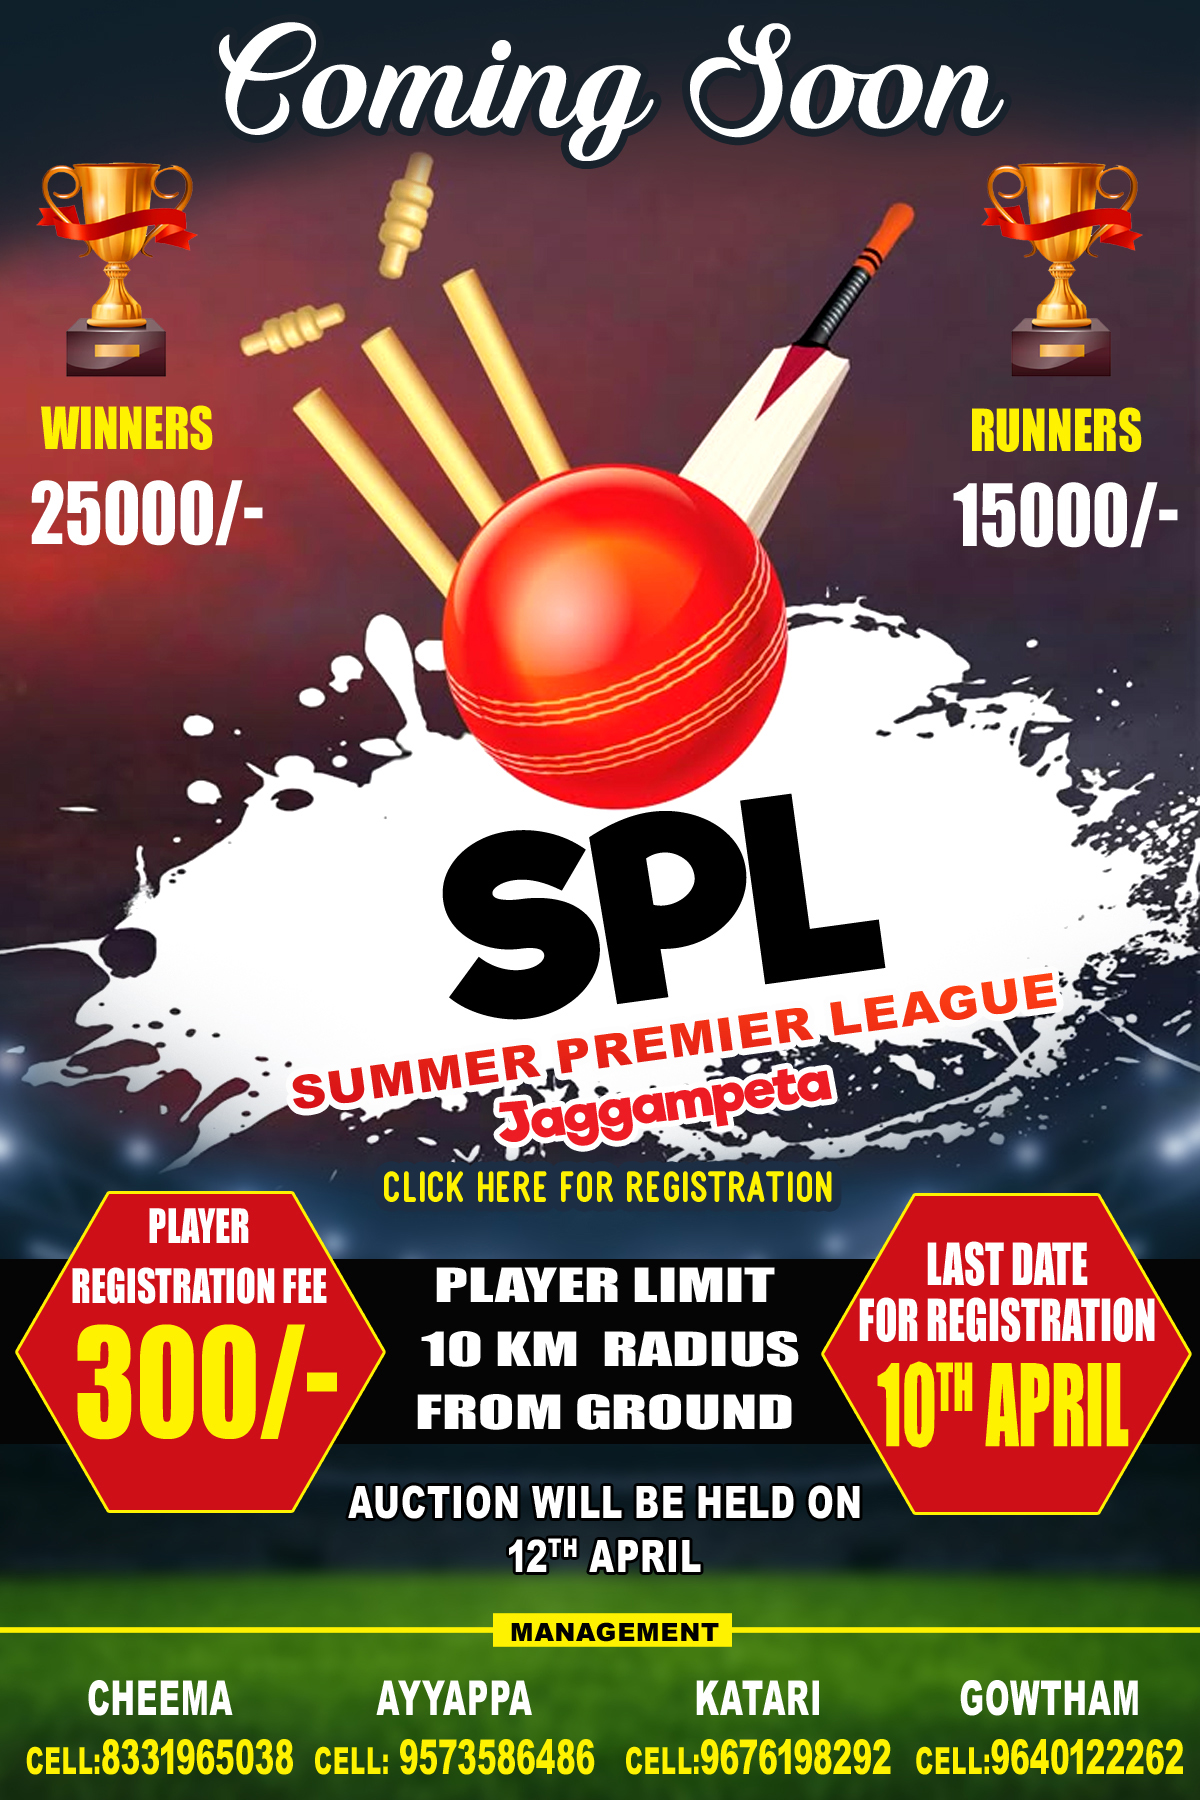 Coming Soon
WINNERS
25000/-
RUNNERS
15000/-
SPL
SUMMER PREMIER LEAGUE
Jaggampeta
CLICK HERE FOR REGISTRATION
PLAYER
REGISTRATION FEE
300/-
PLAYER LIMIT
10 KM RADIUS
FROM GROUND
LAST DATE
FOR REGISTRATION
10TH APRIL
AUCTION WILL BE HELD ON
12TH APRIL
MANAGEMENT
CHEEMA
CELL:8331965038
AYYAPPA
CELL: 9573586486
KATARI
CELL:9676198292
GOWTHAM
CELL:9640122262